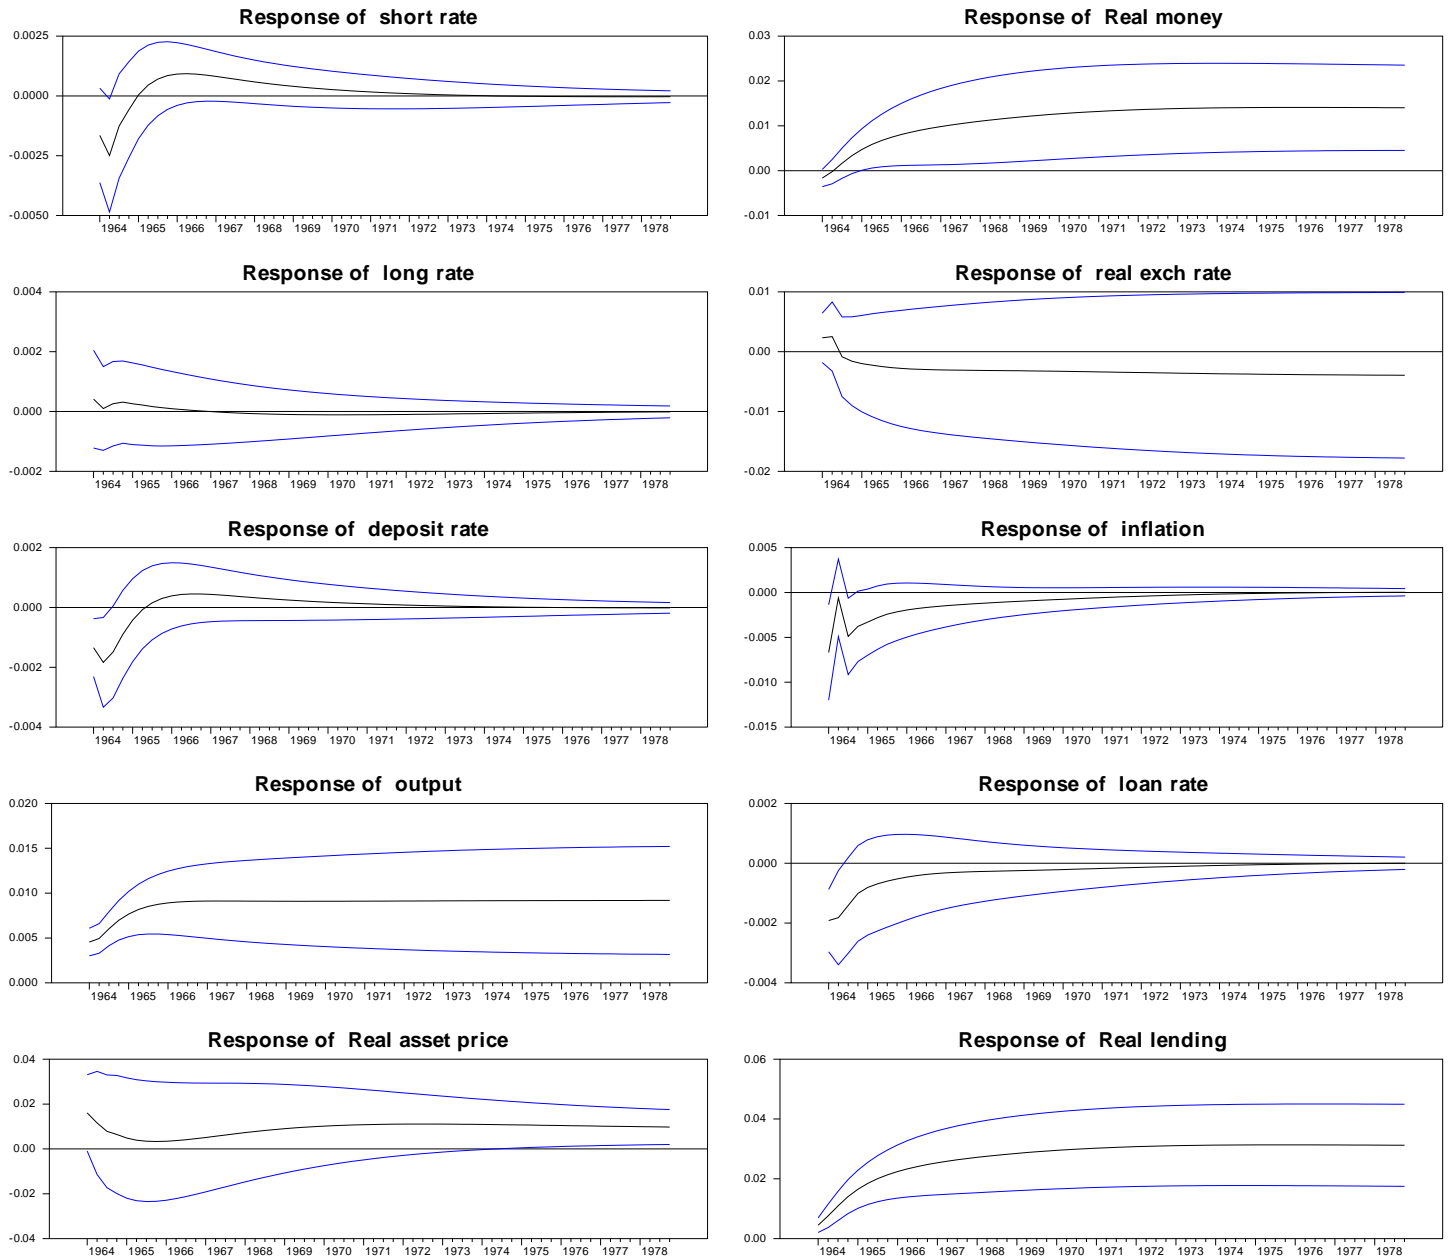 Response of short rate
0.0025
0.0000
-0.0025
-0.0050
1964 1965 1966 1967 1968 1969 1970 1971 1972 1973 1974 1975 1976 1977 1978
Response of Real money
0.03
0.02
0.01
0.00
-0.01
1964 1965 1966 1967 1968 1969 1970 1971 1972 1973 1974 1975 1976 1977 1978
Response of long rate
0.004
0.002
0.000
-0.002
1964 1965 1966 1967 1968 1969 1970 1971 1972 1973 1974 1975 1976 1977 1978
Response of real exch rate
0.01
0.00
-0.01
-0.02
1964 1965 1966 1967 1968 1969 1970 1971 1972 1973 1974 1975 1976 1977 1978
Response of deposit rate
0.002
0.000
-0.002
-0.004
1964 1965 1966 1967 1968 1969 1970 1971 1972 1973 1974 1975 1976 1977 1978
Response of inflation
0.005
0.000
-0.005
-0.010
-0.015
1964 1965 1966 1967 1968 1969 1970 1971 1972 1973 1974 1975 1976 1977 1978
Response of output
0.020
0.015
0.010
0.005
0.000
1964 1965 1966 1967 1968 1969 1970 1971 1972 1973 1974 1975 1976 1977 1978
Response of loan rate
0.002
0.000
-0.002
-0.004
1964 1965 1966 1967 1968 1969 1970 1971 1972 1973 1974 1975 1976 1977 1978
Response of Real asset price
0.04
0.02
0.00
-0.02
-0.04
1964 1965 1966 1967 1968 1969 1970 1971 1972 1973 1974 1975 1976 1977 1978
Response of Real lending
0.06
0.04
0.02
0.00
1964 1965 1966 1967 1968 1969 1970 1971 1972 1973 1974 1975 1976 1977 1978